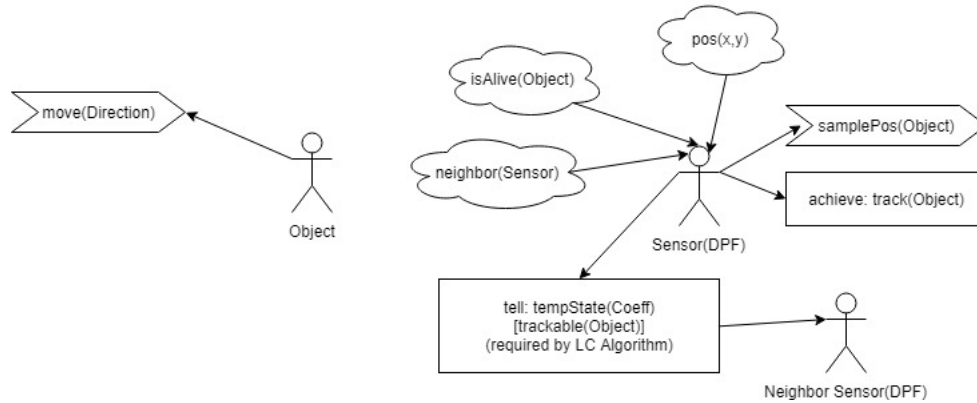 pos(x,y)
isAlive(Object)
move(Direction)
samplePos(Object)
neighbor(Sensor)
achieve: track(Object)
Object
Sensor(DPF)
tell: tempState(Coeff)
[trackable(Object)]
(required by LC Algorithm)
Neighbor Sensor(DPF)